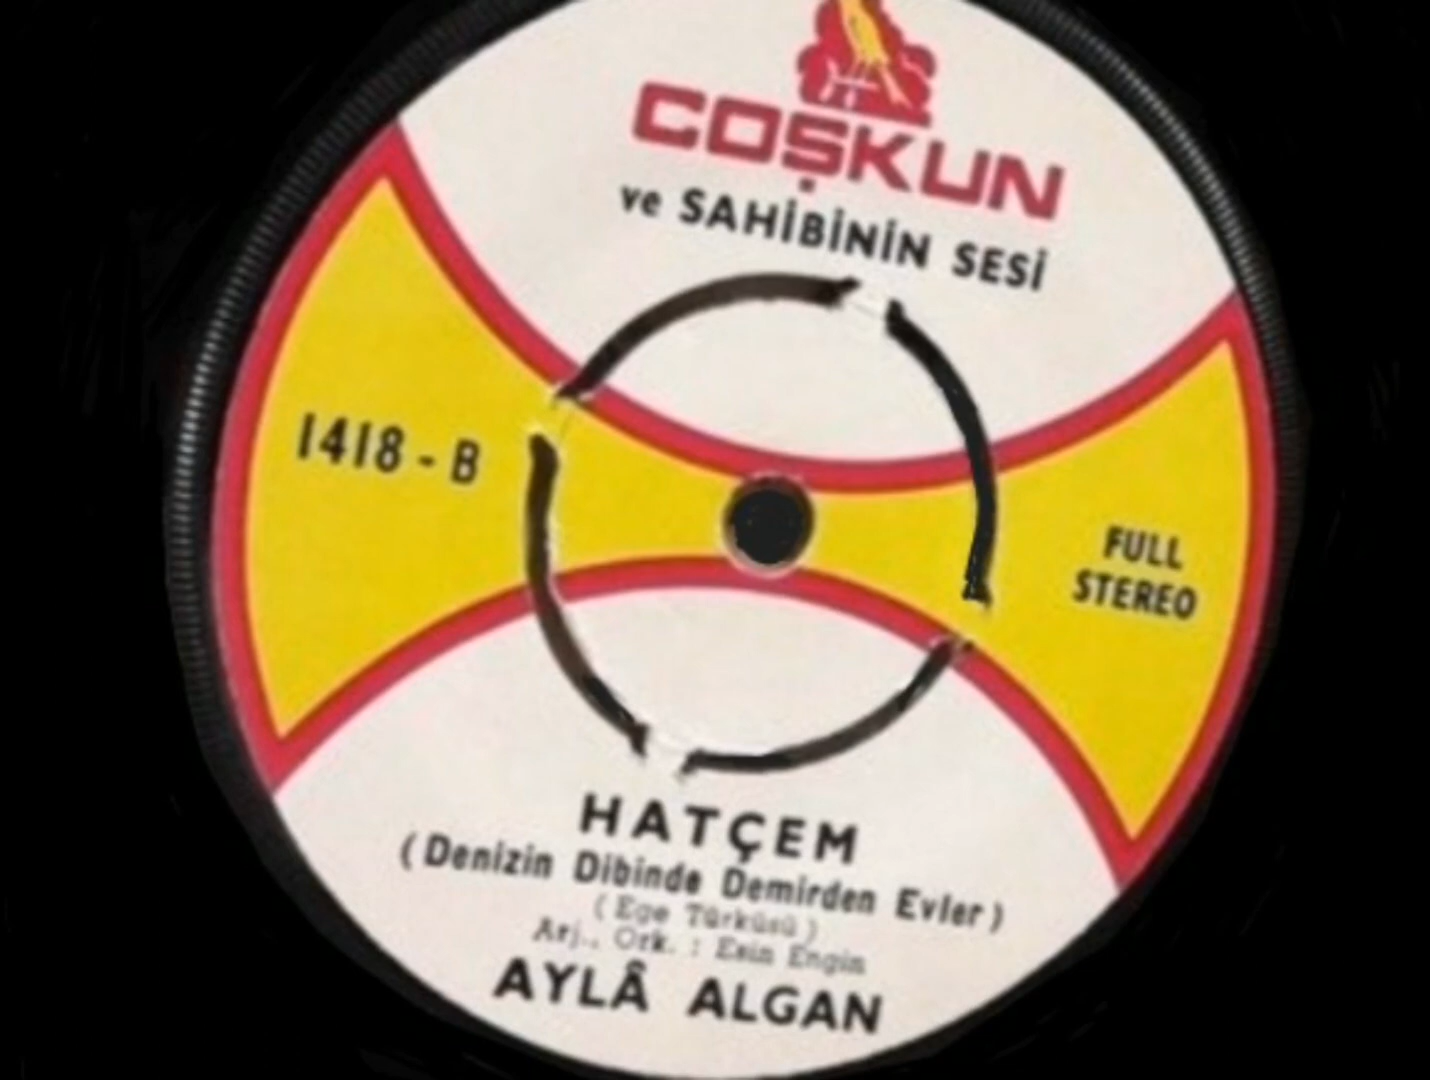 COŞKUN
ve SAHİBİNİN SESİ
1418 - B
FULL
STEREO
HATÇEM
(Denizin Dibinde Demirden Evler)
(Ege Türküsü)
Arj., Ork. : Esin Engin
AYLÂ ALGAN